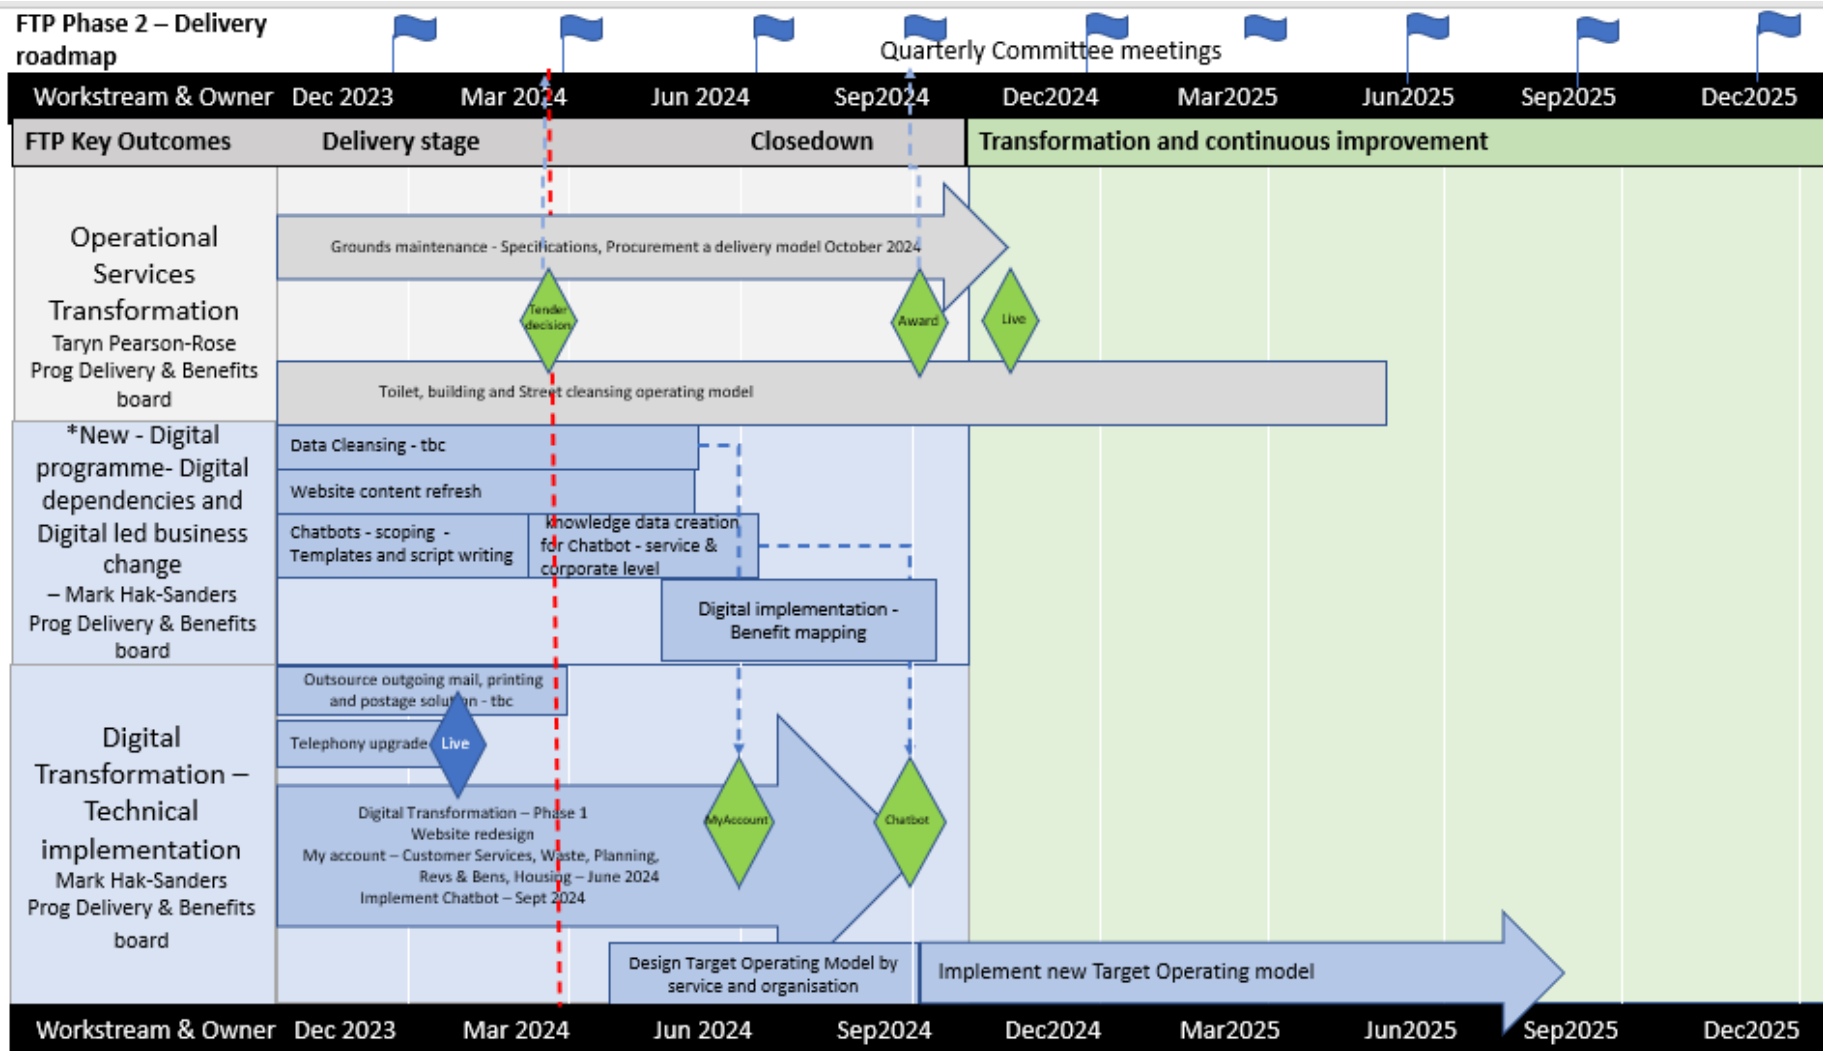 FTP Phase 2 – Delivery
roadmap
Quarterly Committee meetings
Workstream & Owner Dec 2023 Mar 2024 Jun 2024 Sep2024 Dec2024 Mar2025 Jun2025 Sep2025 Dec2025
FTP Key Outcomes Delivery stage Closedown Transformation and continuous improvement
Operational
Services
Transformation
Taryn Pearson-Rose
Prog Delivery & Benefits
board
Grounds maintenance - Specifications, Procurement a delivery model October 2024
Tender
decision
Award
Live
Toilet, building and Street cleansing operating model
*New - Digital
programme- Digital
dependencies and
Digital led business
change
– Mark Hak-Sanders
Prog Delivery & Benefits
board
Data Cleansing - tbc
Website content refresh
Chatbots - scoping -
Templates and script writing
knowledge data creation
for Chatbot - service &
corporate level
Digital implementation -
Benefit mapping
Digital
Transformation –
Technical
implementation
Mark Hak-Sanders
Prog Delivery & Benefits
board
Outsource outgoing mail, printing
and postage solution - tbc
Telephony upgrade
Live
Digital Transformation – Phase 1
Website redesign
My account – Customer Services, Waste, Planning,
Revs & Bens, Housing – June 2024
Implement Chatbot – Sept 2024
MyAccount
Chatbot
Design Target Operating Model by
service and organisation
Implement new Target Operating model
Workstream & Owner Dec 2023 Mar 2024 Jun 2024 Sep2024 Dec2024 Mar2025 Jun2025 Sep2025 Dec2025